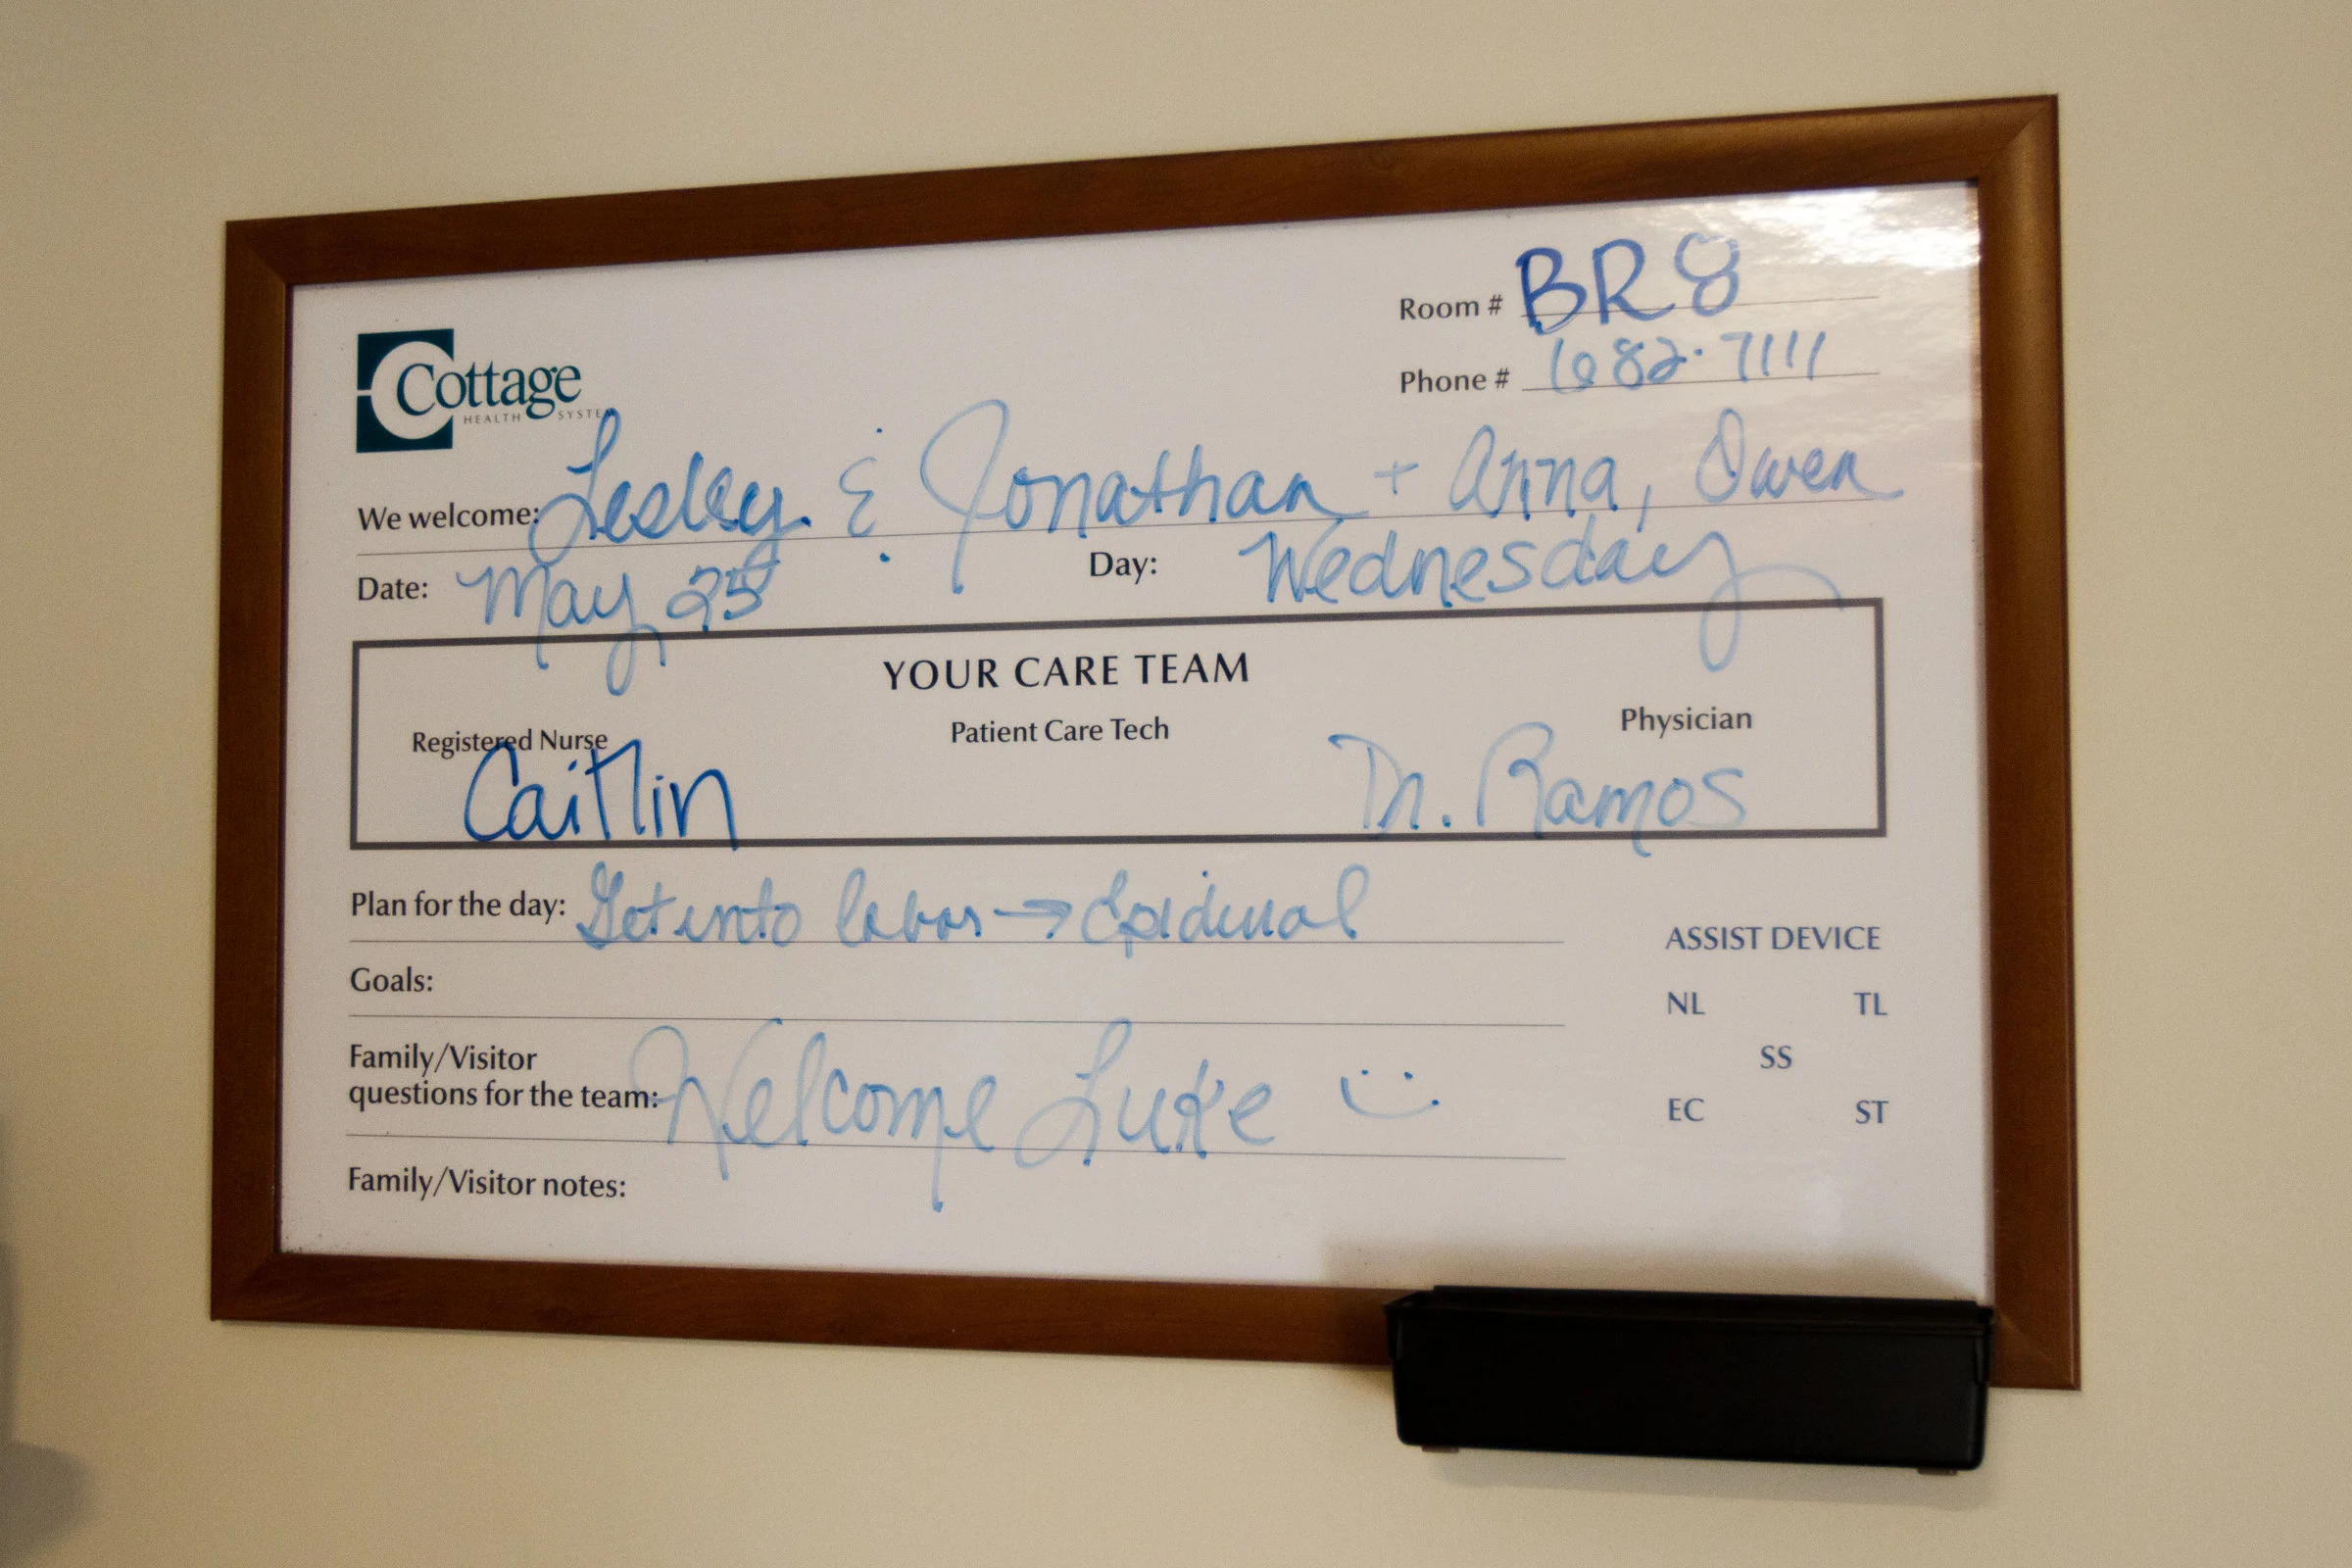 Room # BR8
Phone # 682·7111
Cottage
HEALTH SYSTEM
We welcome: Lesley & Jonathan + Anna, Owen
Date: May 25 Day: Wednesday
YOUR CARE TEAM
Registered Nurse Patient Care Tech Physician
Caitlin Dr. Ramos
Plan for the day: Get into labor → Epidural
Goals:
Family/Visitor
questions for the team: Welcome Luke :)
Family/Visitor notes:
ASSIST DEVICE
NL TL
SS
EC ST